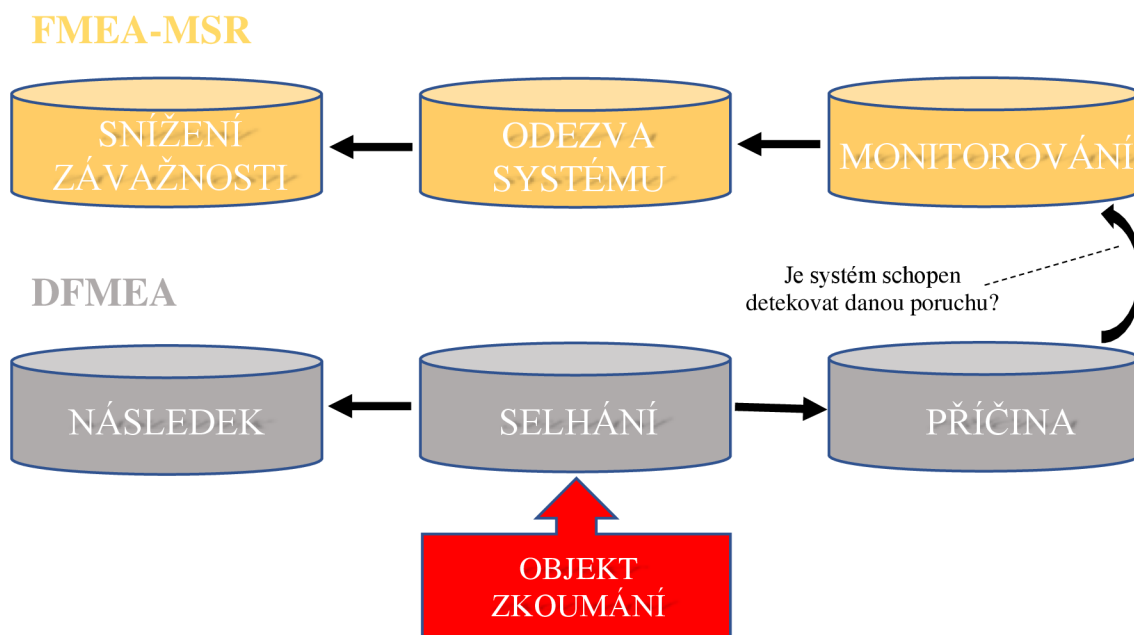 FMEA-MSR
SNÍŽENÍ
ZÁVAŽNOSTI
ODEZVA
SYSTÉMU
MONITOROVÁNÍ
Je systém schopen
detekovat danou poruchu?
DFMEA
NÁSLEDEK
SELHÁNÍ
PŘÍČINA
OBJEKT
ZKOUMÁNÍ